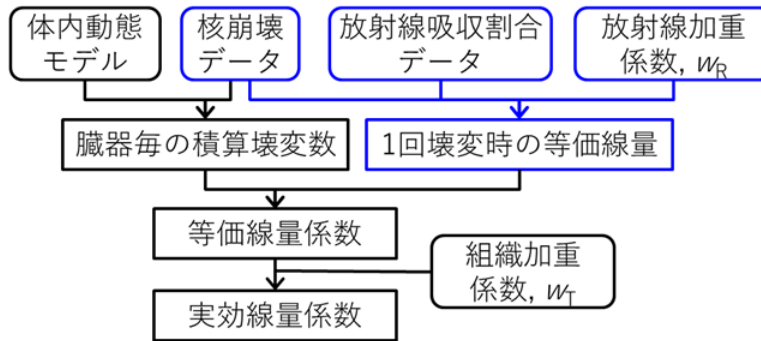 体内動態
モデル
核崩壊
データ
放射線吸収割合
データ
放射線加重
係数, wR
臓器毎の積算壊変数
1回壊変時の等価線量
等価線量係数
組織加重
係数, wT
実効線量係数